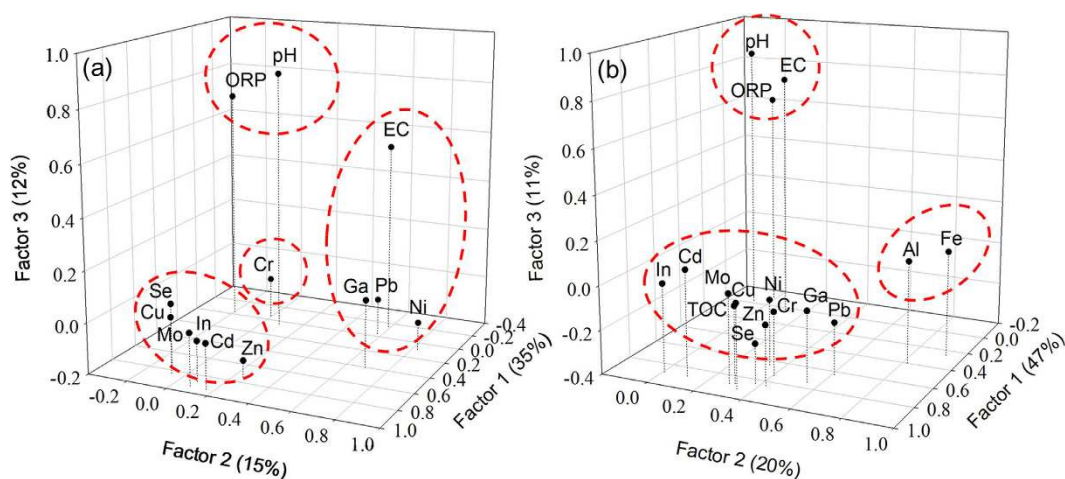 (a)
pH
ORP
EC
Cr
Ga Pb
Ni
Se
Cu
In
Mo
Cd
Zn
1.0
0.8
0.6
0.4
0.2
0.0
-0.2
Factor 3 (12%)
-0.2
0.0
0.2
0.4
0.6
0.8
1.0
Factor 2 (15%)
-0.4
-0.2
0.0
0.2
0.4
0.6
0.8
1.0
Factor 1 (35%)
(b)
pH
EC
ORP
Al
Fe
In
Cd
Mo
Cu
Ni
TOC
Zn
Cr
Ga
Se
Pb
1.0
0.8
0.6
0.4
0.2
0.0
-0.2
-0.4
Factor 3 (11%)
0.0
0.2
0.4
0.6
0.8
1.0
Factor 2 (20%)
-0.2
0.0
0.2
0.4
0.6
0.8
1.0
Factor 1 (47%)